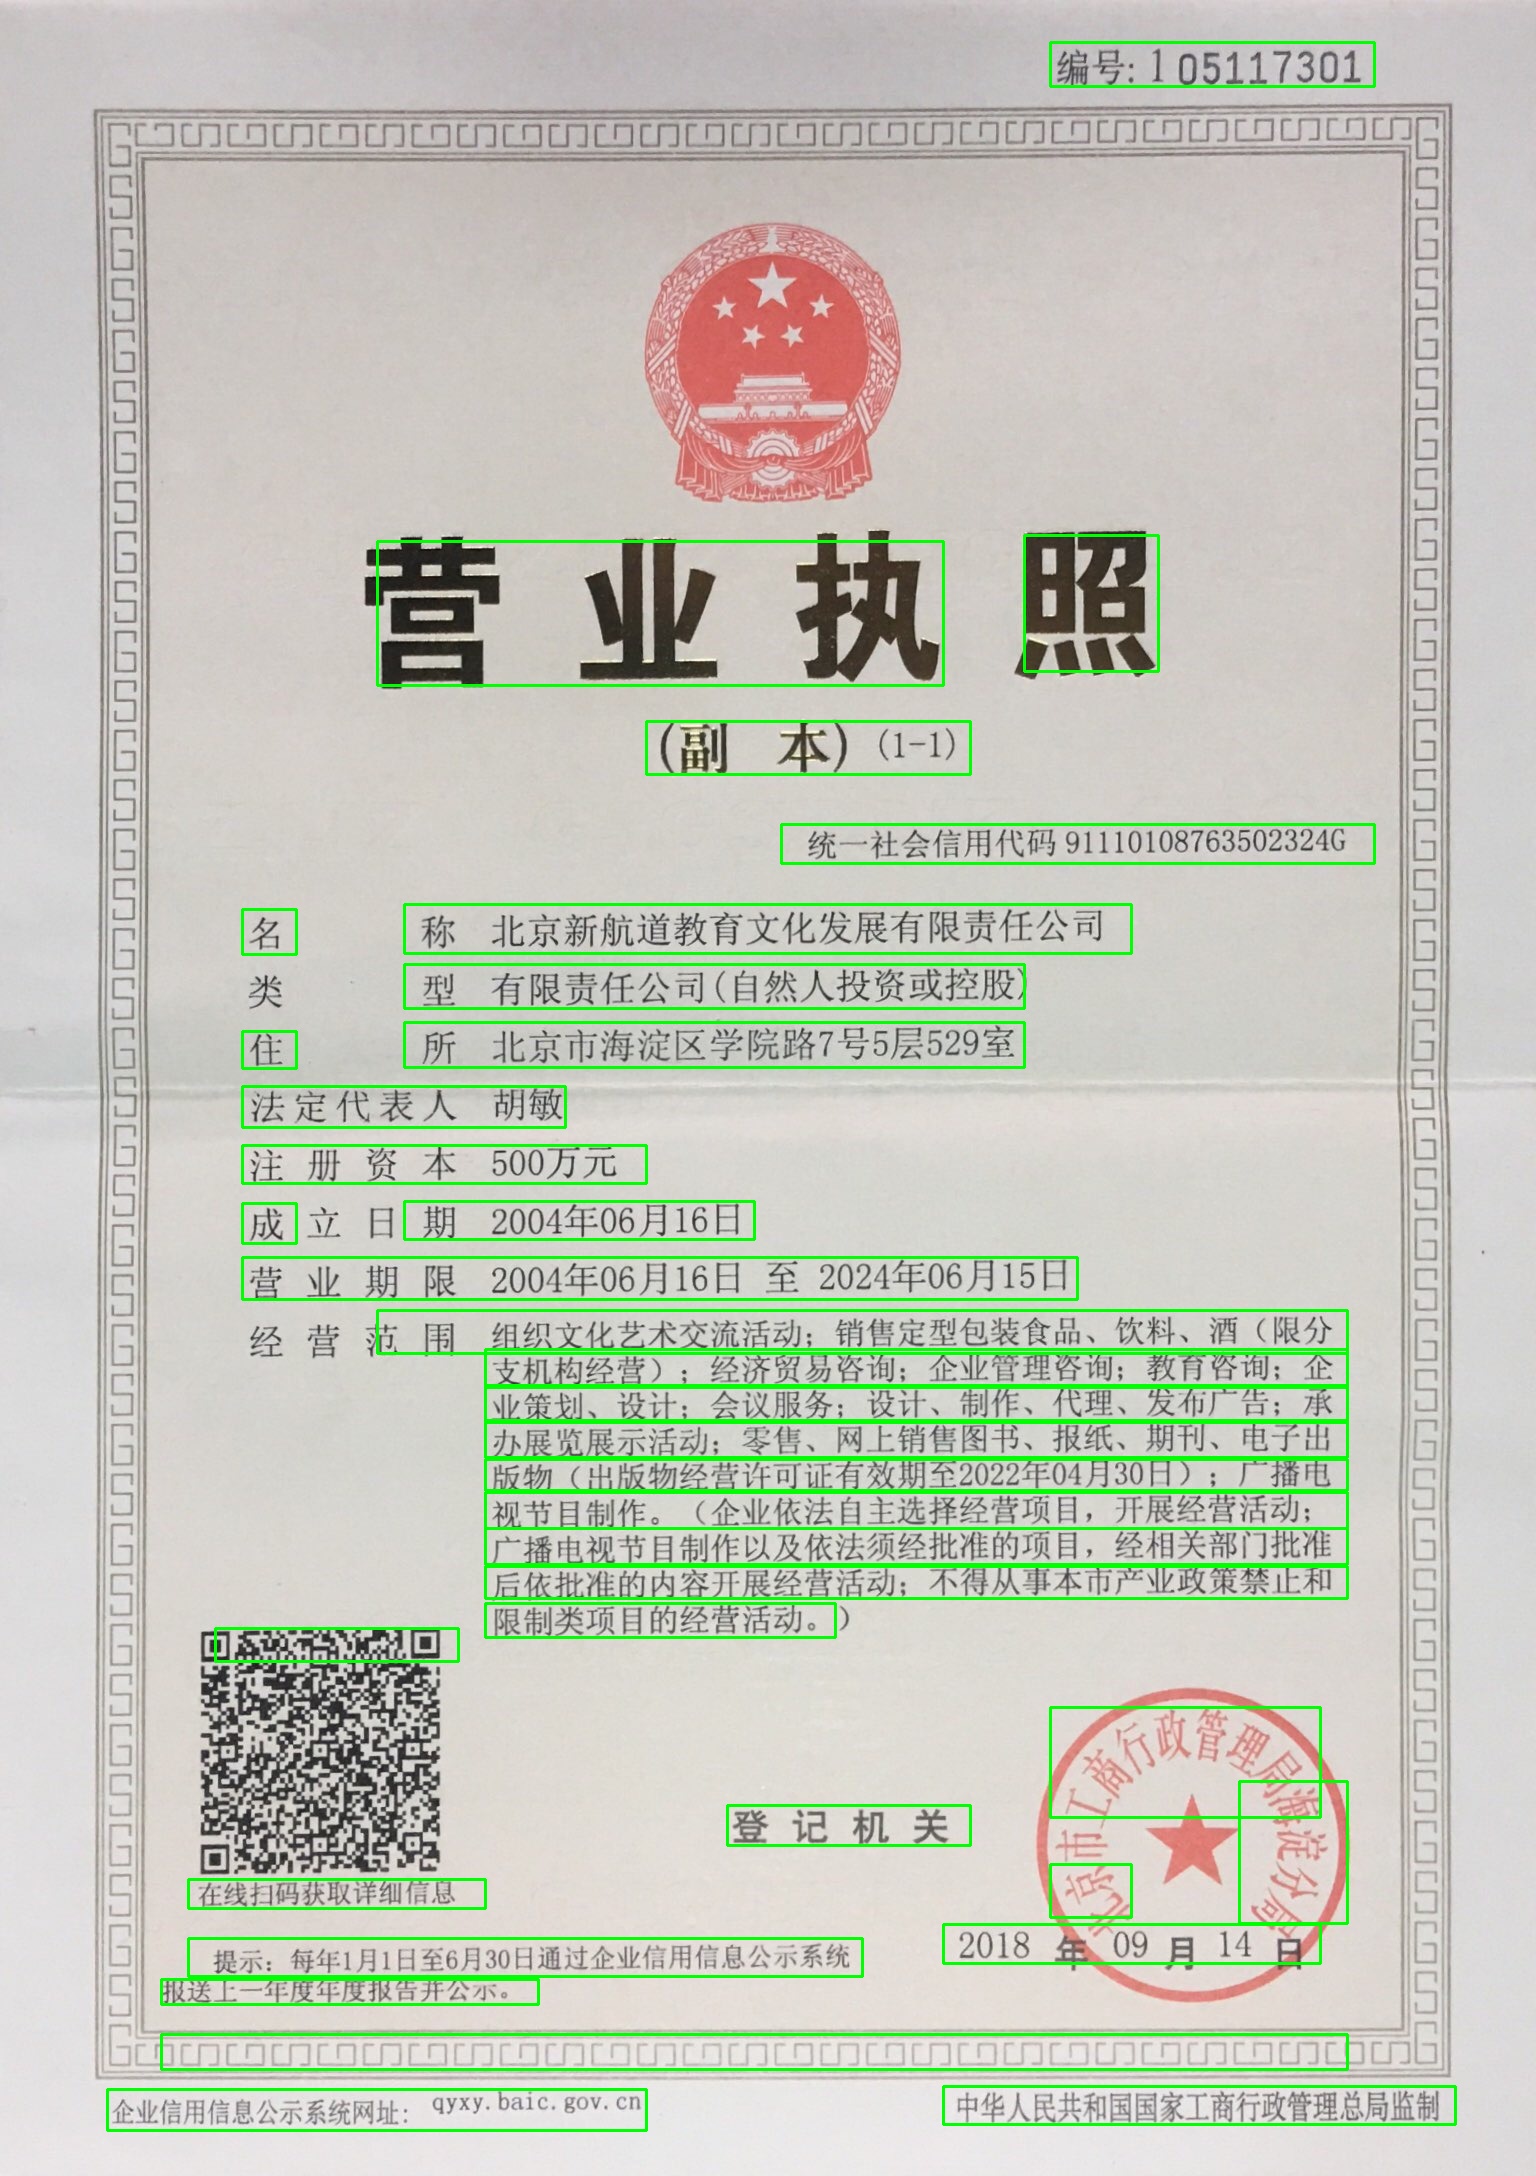 编号: 1 05117301
营业执照
(副 本) (1-1)
统一社会信用代码 91110108763502324G
名 称 北京新航道教育文化发展有限责任公司
类 型 有限责任公司(自然人投资或控股)
住 所 北京市海淀区学院路7号5层529室
法定代表人 胡敏
注册资本 500万元
成立日期 2004年06月16日
营业期限 2004年06月16日 至 2024年06月15日
经营范围 组织文化艺术交流活动；销售定型包装食品、饮料、酒（限分
支机构经营）；经济贸易咨询；企业管理咨询；教育咨询；企
业策划、设计；会议服务；设计、制作、代理、发布广告；承
办展览展示活动；零售、网上销售图书、报纸、期刊、电子出
版物（出版物经营许可证有效期至2022年04月30日）；广播电
视节目制作。（企业依法自主选择经营项目，开展经营活动；
广播电视节目制作以及依法须经批准的项目，经相关部门批准
后依批准的内容开展经营活动；不得从事本市产业政策禁止和
限制类项目的经营活动。）
北京市工商行政管理局海淀分局
登记机关
在线扫码获取详细信息
2018 年 09 月 14 日
提示：每年1月1日至6月30日通过企业信用信息公示系统
报送上一年度年度报告并公示。
企业信用信息公示系统网址： qyxy.baic.gov.cn
中华人民共和国国家工商行政管理总局监制